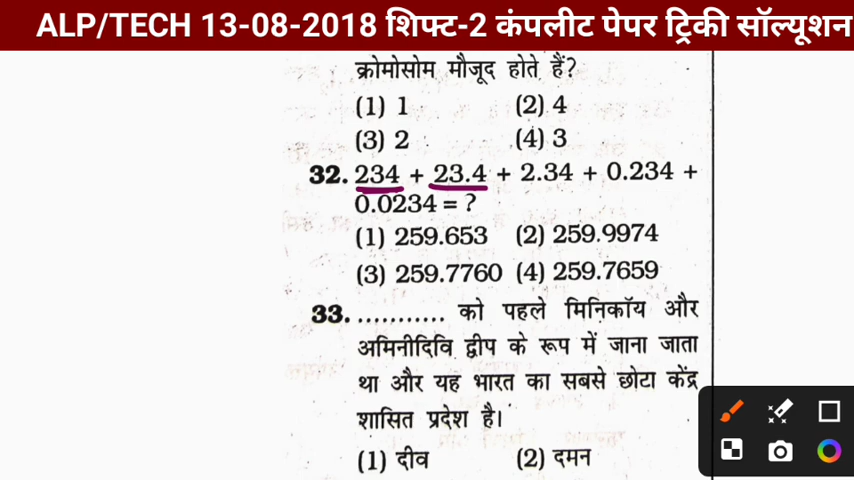 ALP/TECH 13-08-2018 शिफ्ट-2 कंपलीट पेपर ट्रिकी सॉल्यूशन
क्रोमोसोम मौजूद होते हैं?
(1) 1 (2) 4
(3) 2 (4) 3
32. 234 + 23.4 + 2.34 + 0.234 +
0.0234 = ?
(1) 259.653 (2) 259.9974
(3) 259.7760 (4) 259.7659
33. ........... को पहले मिनिकॉय और
अमिनीदिवि द्वीप के रूप में जाना जाता
था और यह भारत का सबसे छोटा केंद्र
शासित प्रदेश है।
(1) दीव (2) दमन